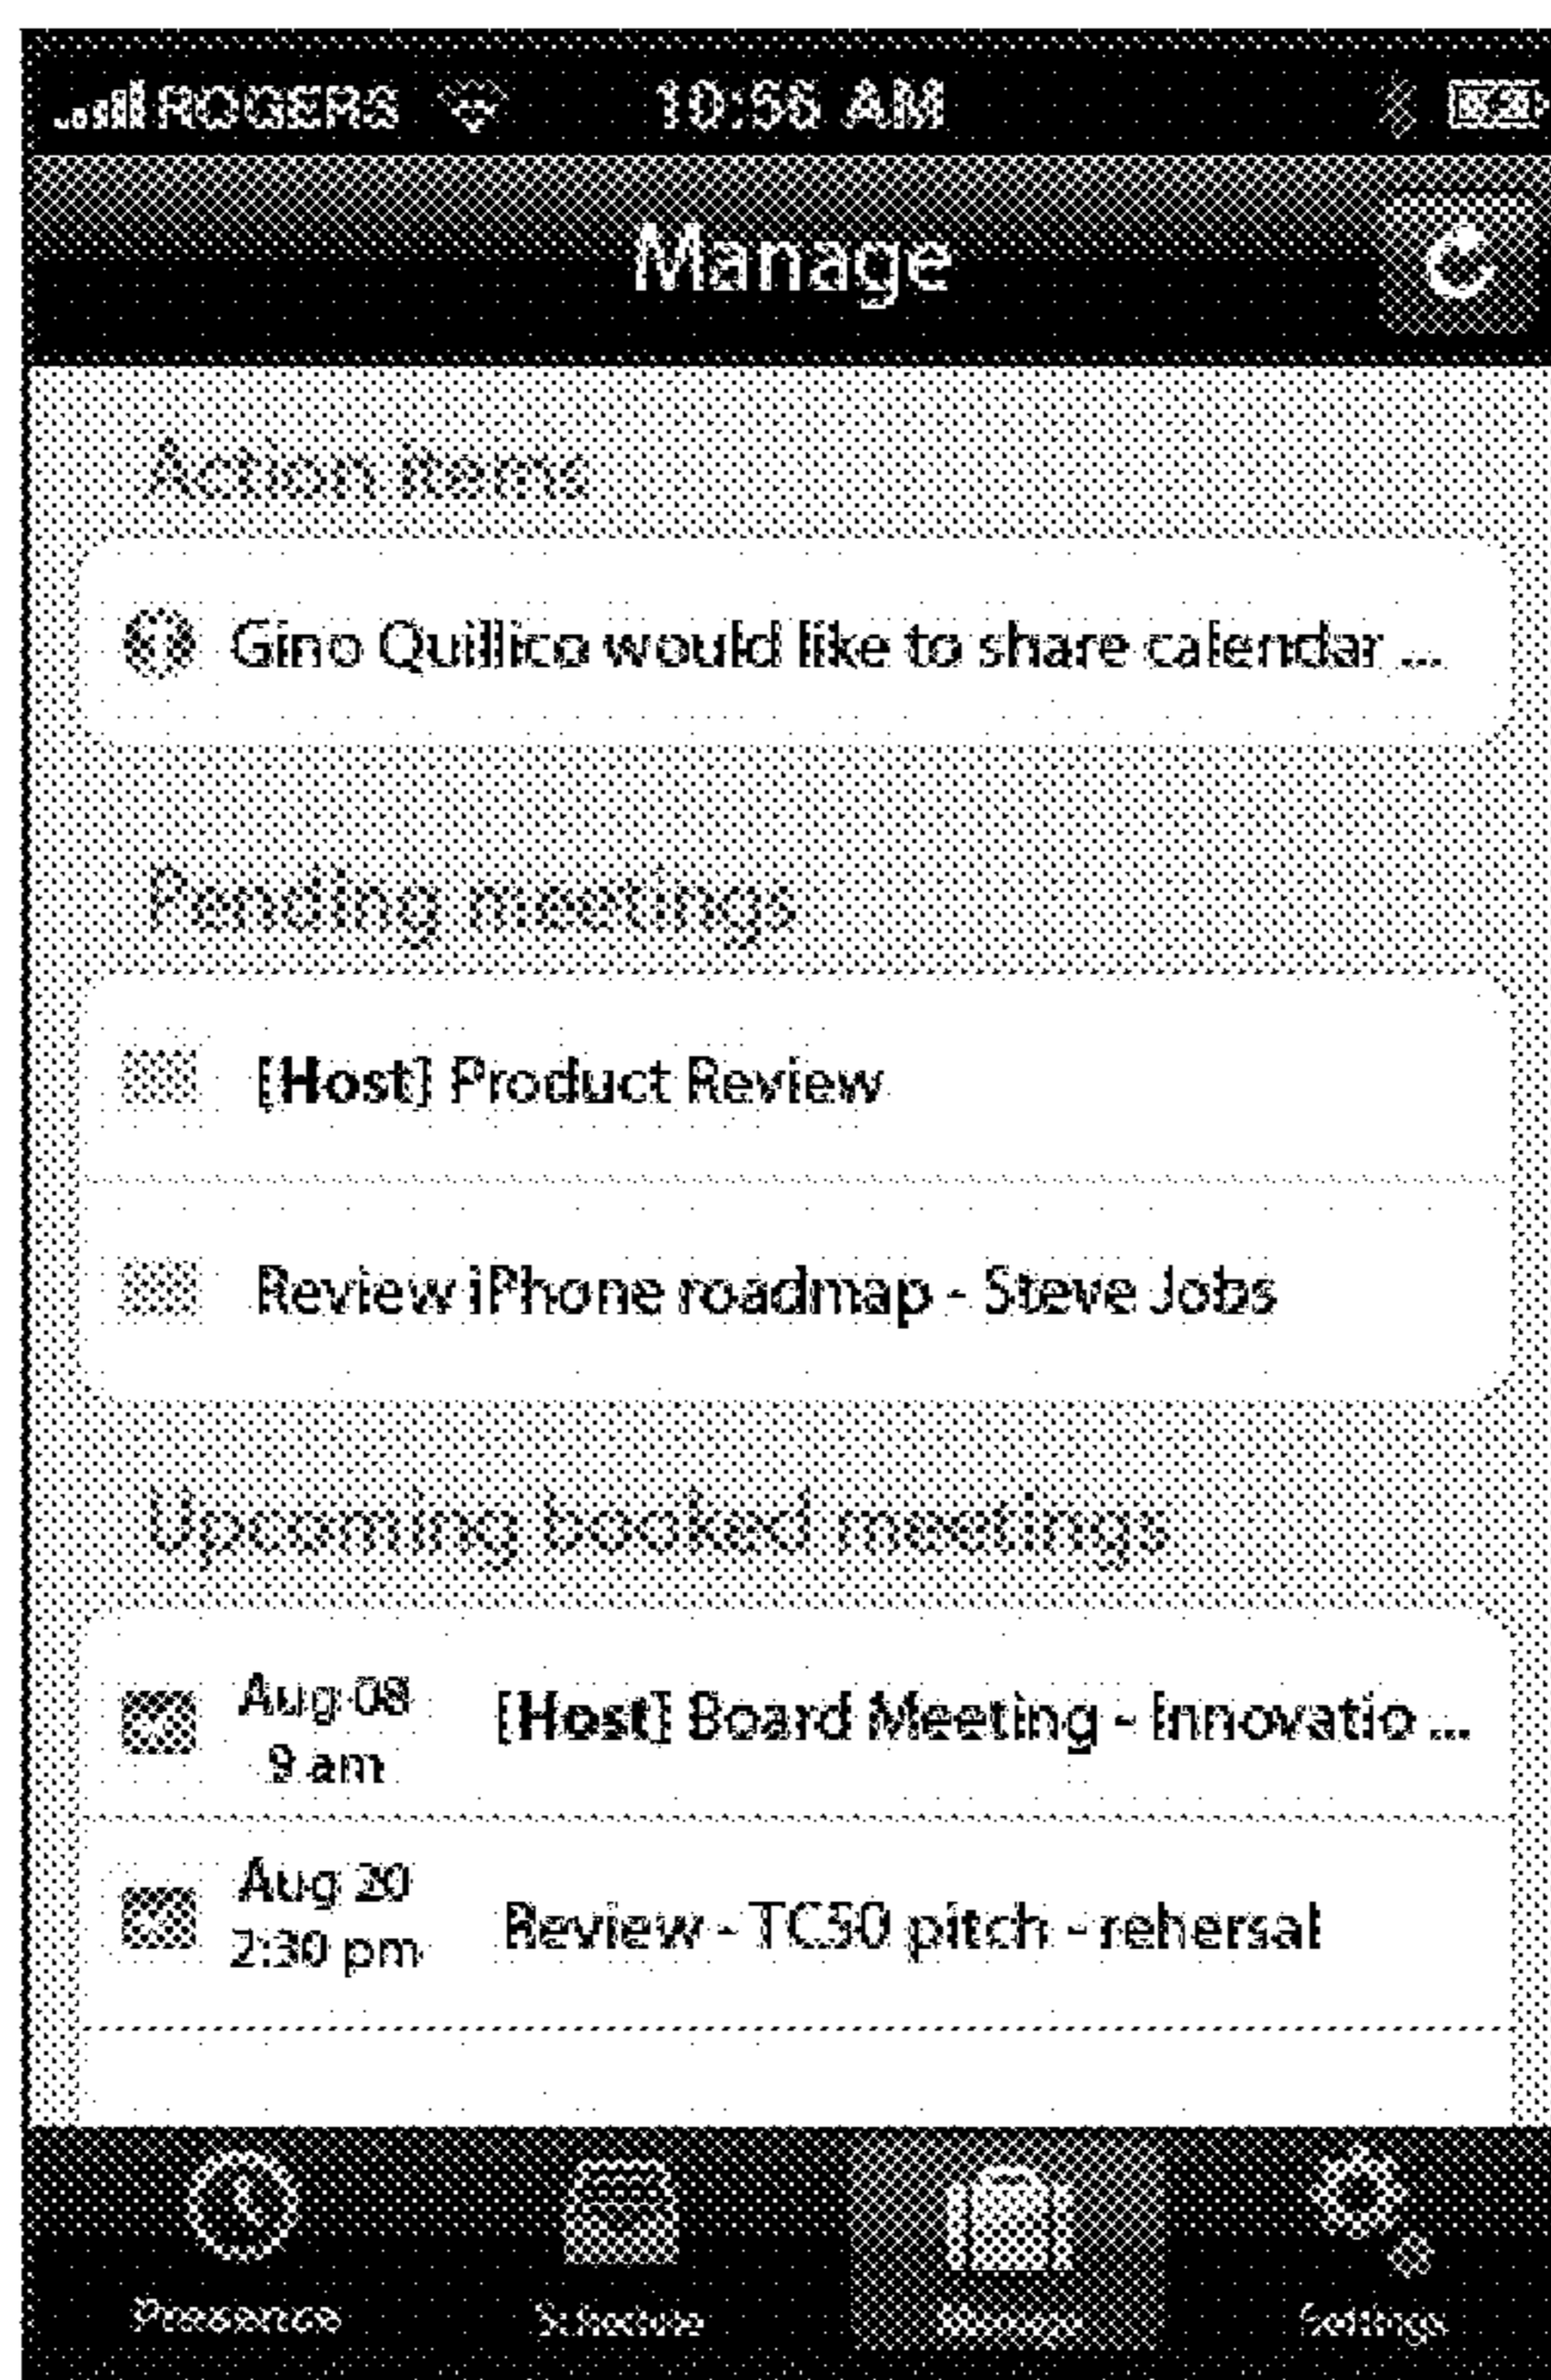 ROGERS 10:56 AM
Manage
Action items
Gino Quillico would like to share calendar ...
Pending meetings
[Host] Product Review
Review iPhone roadmap - Steve Jobs
Upcoming booked meetings
Aug 08
9 am
[Host] Board Meeting - Innovatio ...
Aug 20
2:30 pm
Review - TC50 pitch - rehersal
Presence Schedule Manage Settings